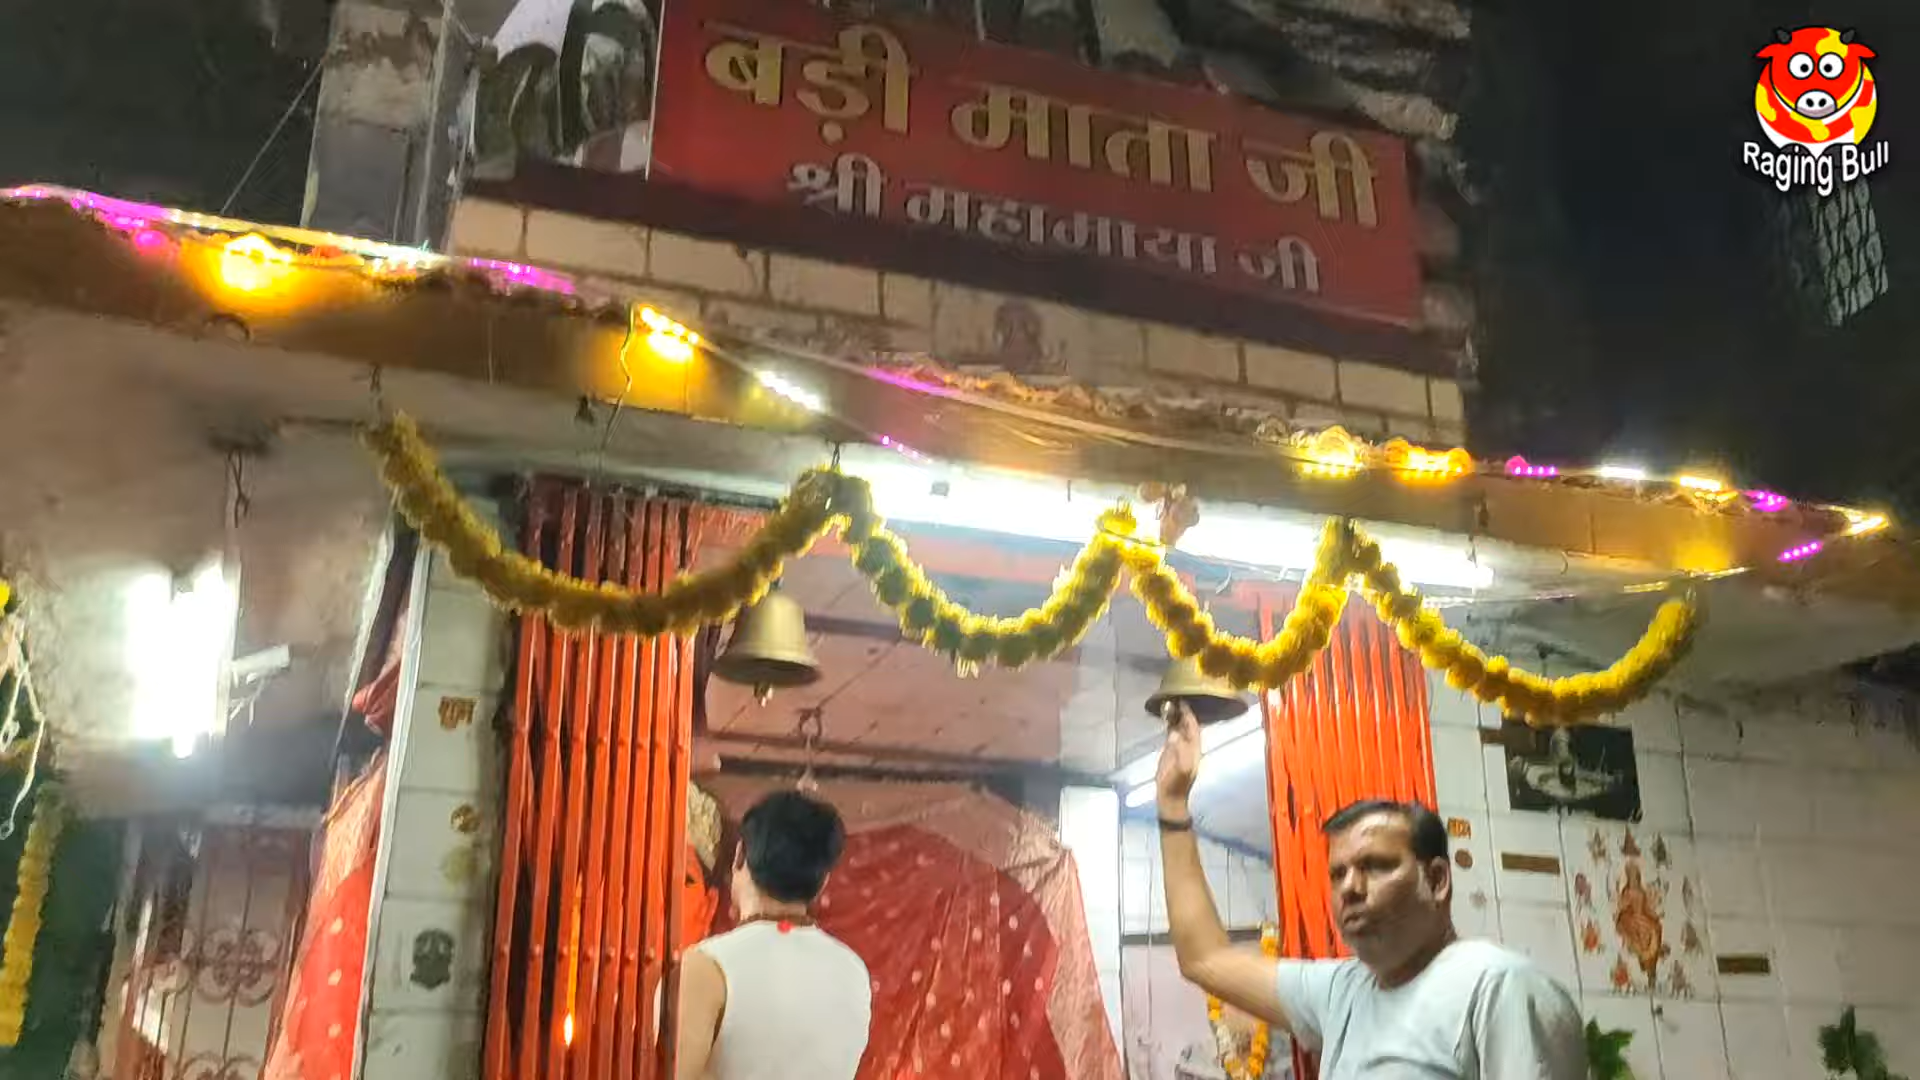 बड़ी माता जी
श्री महामाया जी
Raging Bull